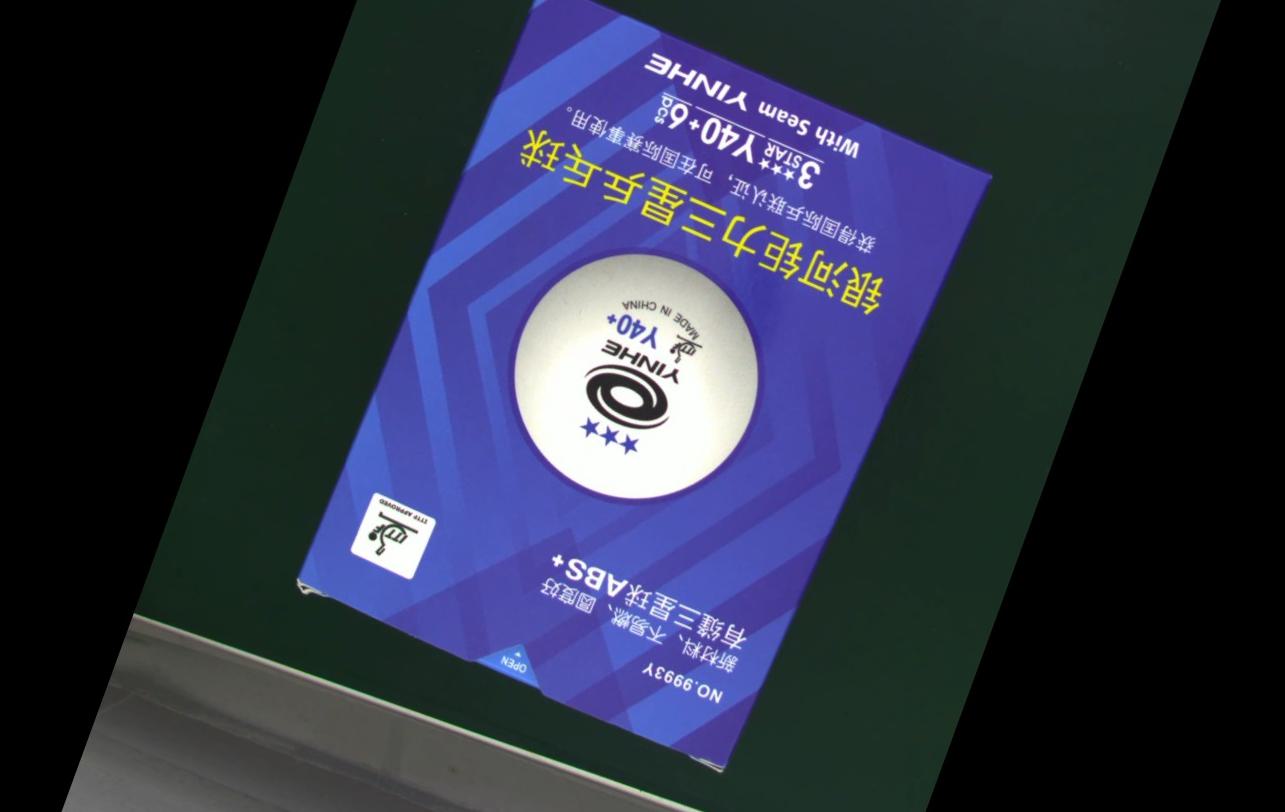 NO.9993Y
新材料、不易燃、圆度好
有缝三星球ABS+
OPEN
ITTF APPROVED
★★★
YINHE
ITTF Y40+
MADE IN CHINA
银河钜力三星乒乓球
获得国际乒联认证，可在国际赛事使用。
3★★★STAR Y40+ 6PCS
With Seam YINHE